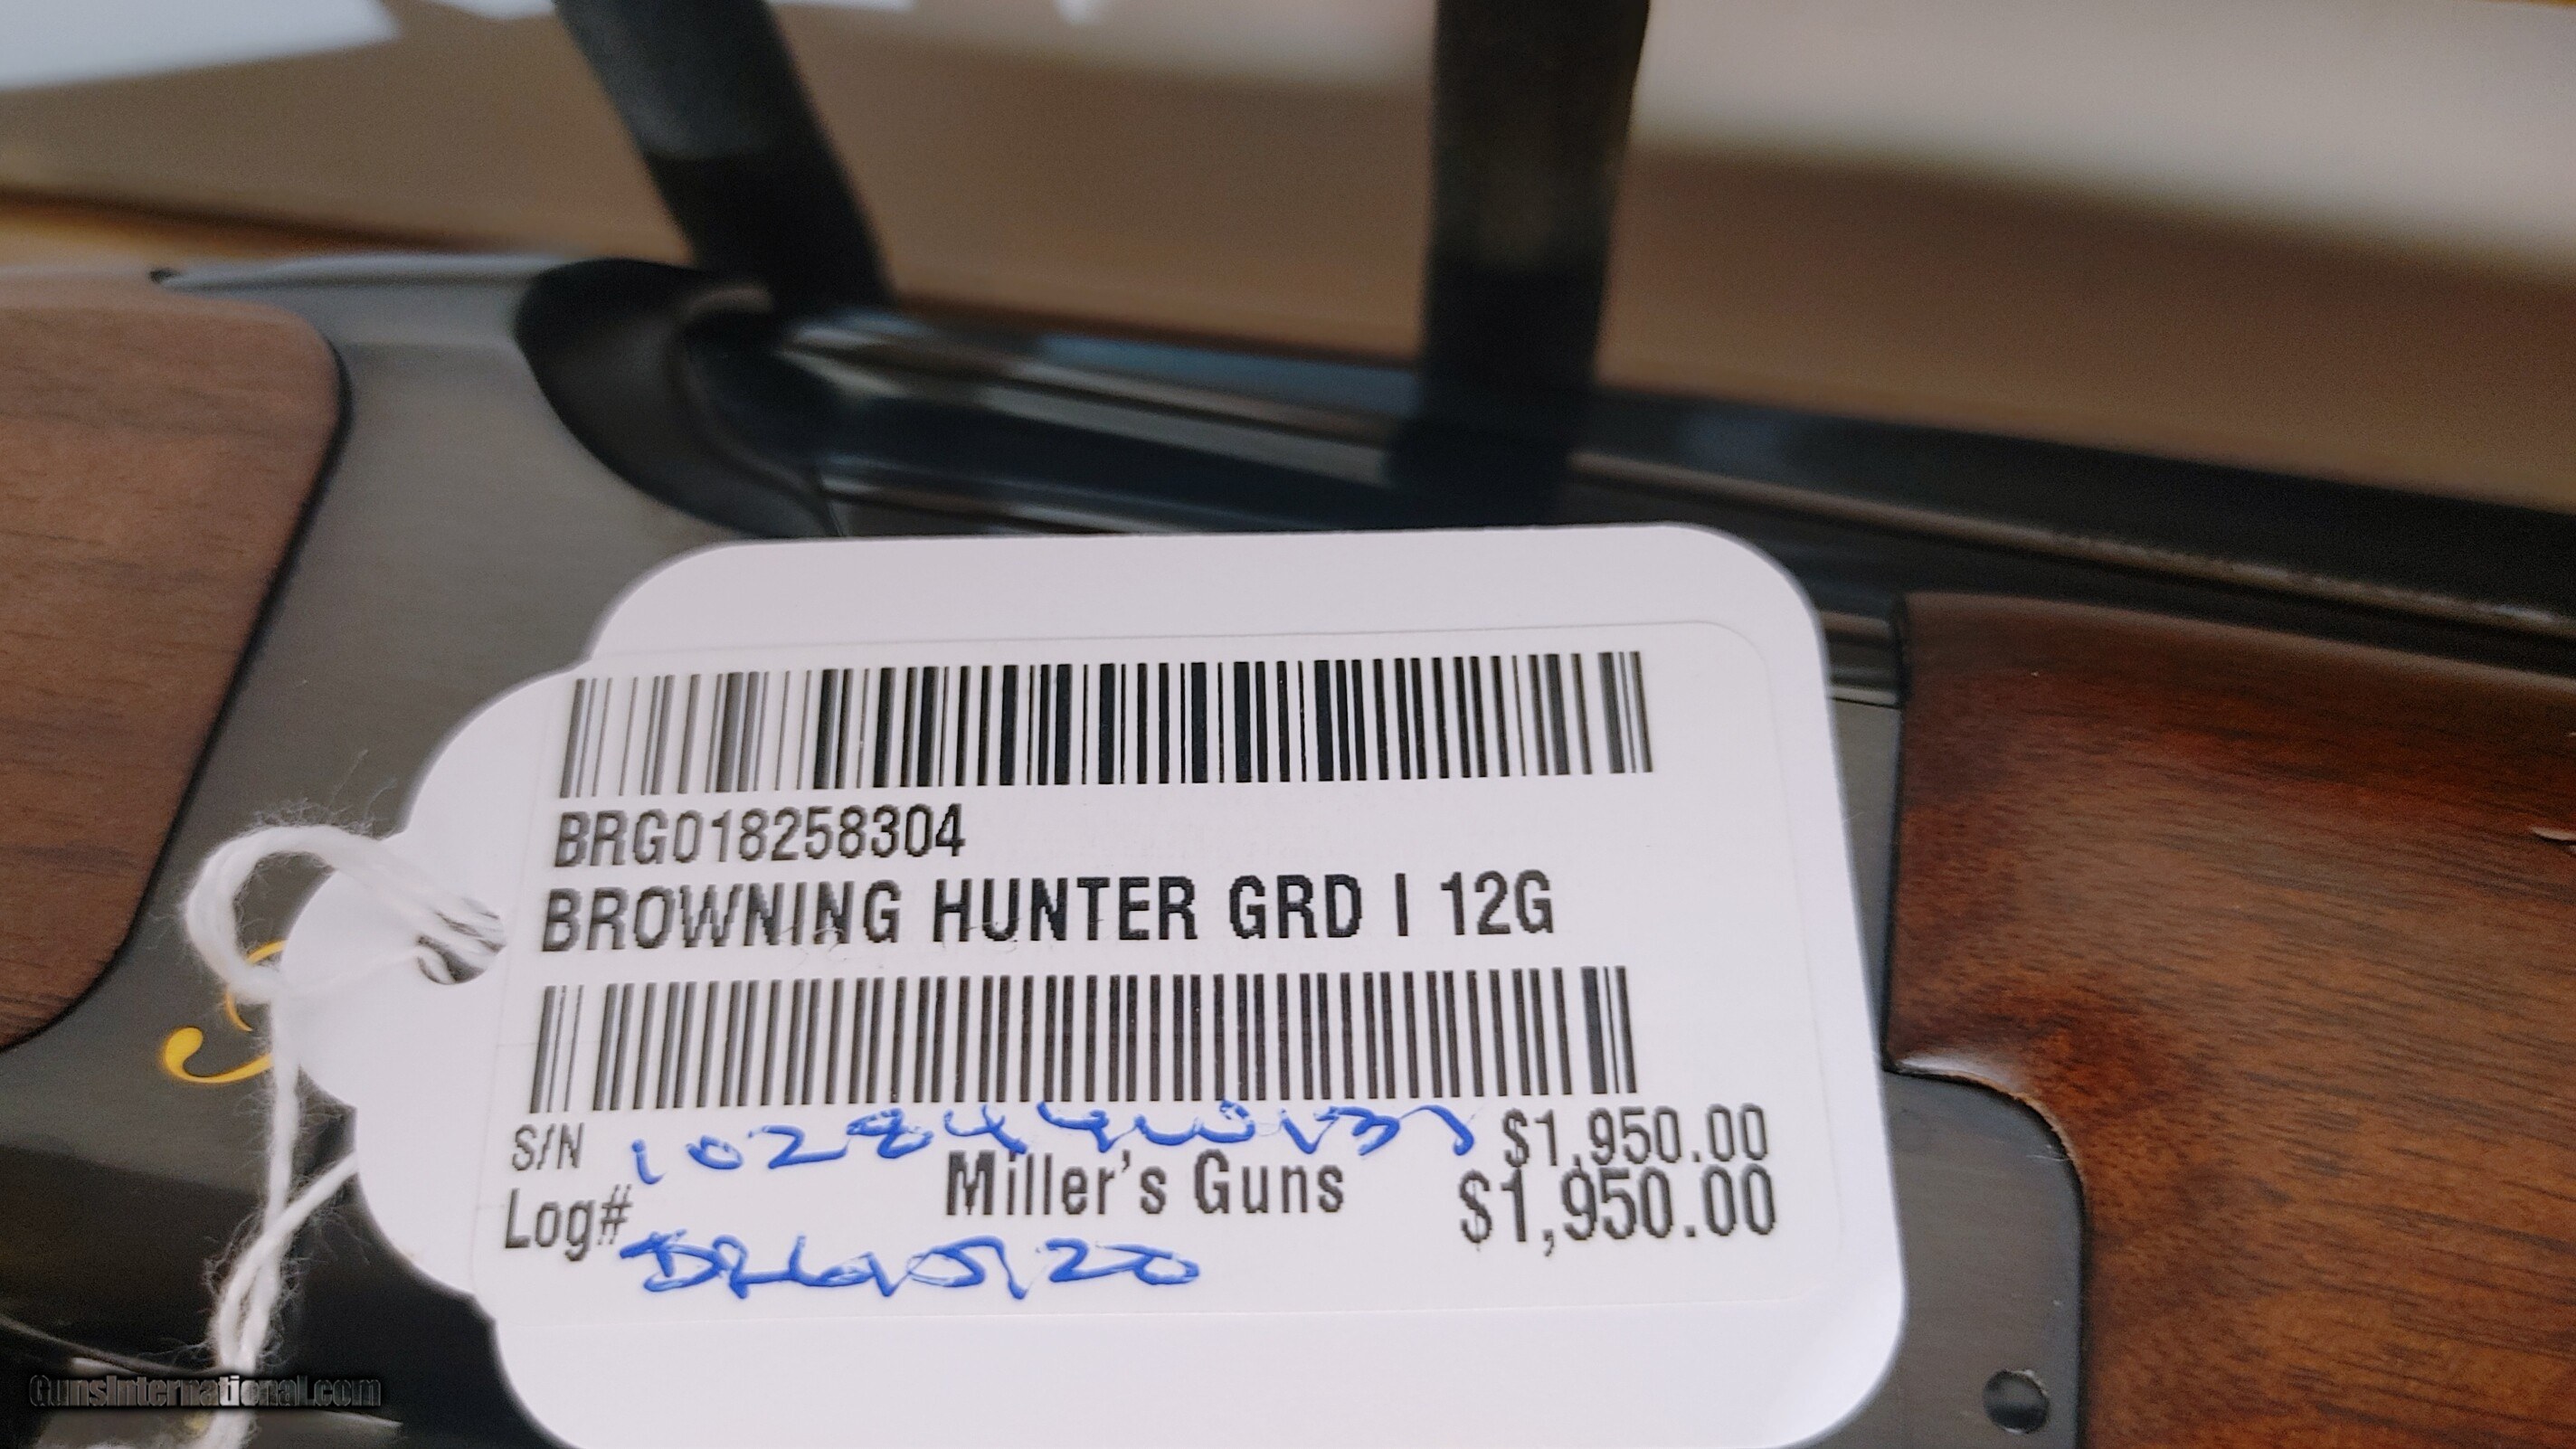 BRG018258304
BROWNING HUNTER GRD I 12G
S/N $1,950.00
Miller's Guns $1,950.00
Log#
GunsInternational.com